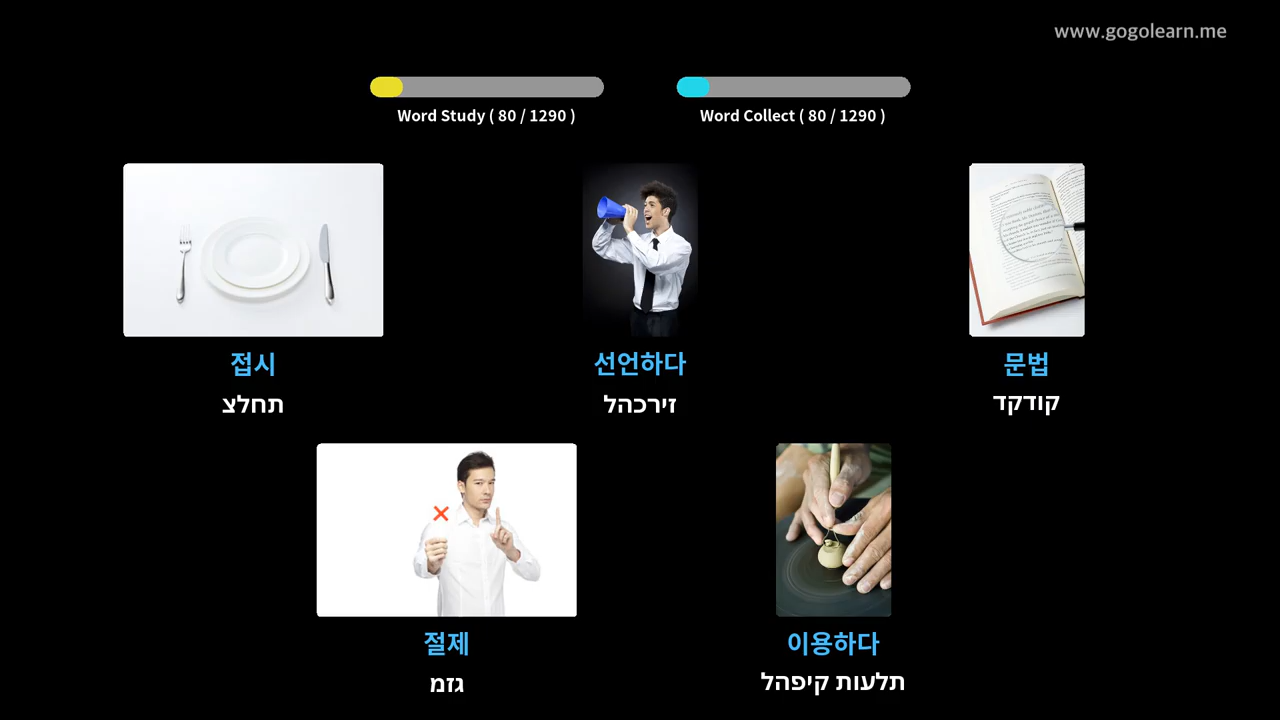 www.gogolearn.me
Word Study ( 80 / 1290 )
Word Collect ( 80 / 1290 )
접시
תחלצ
선언하다
זירכהל
문법
קודקד
절제
גזמ
이용하다
תלעות קיפהל